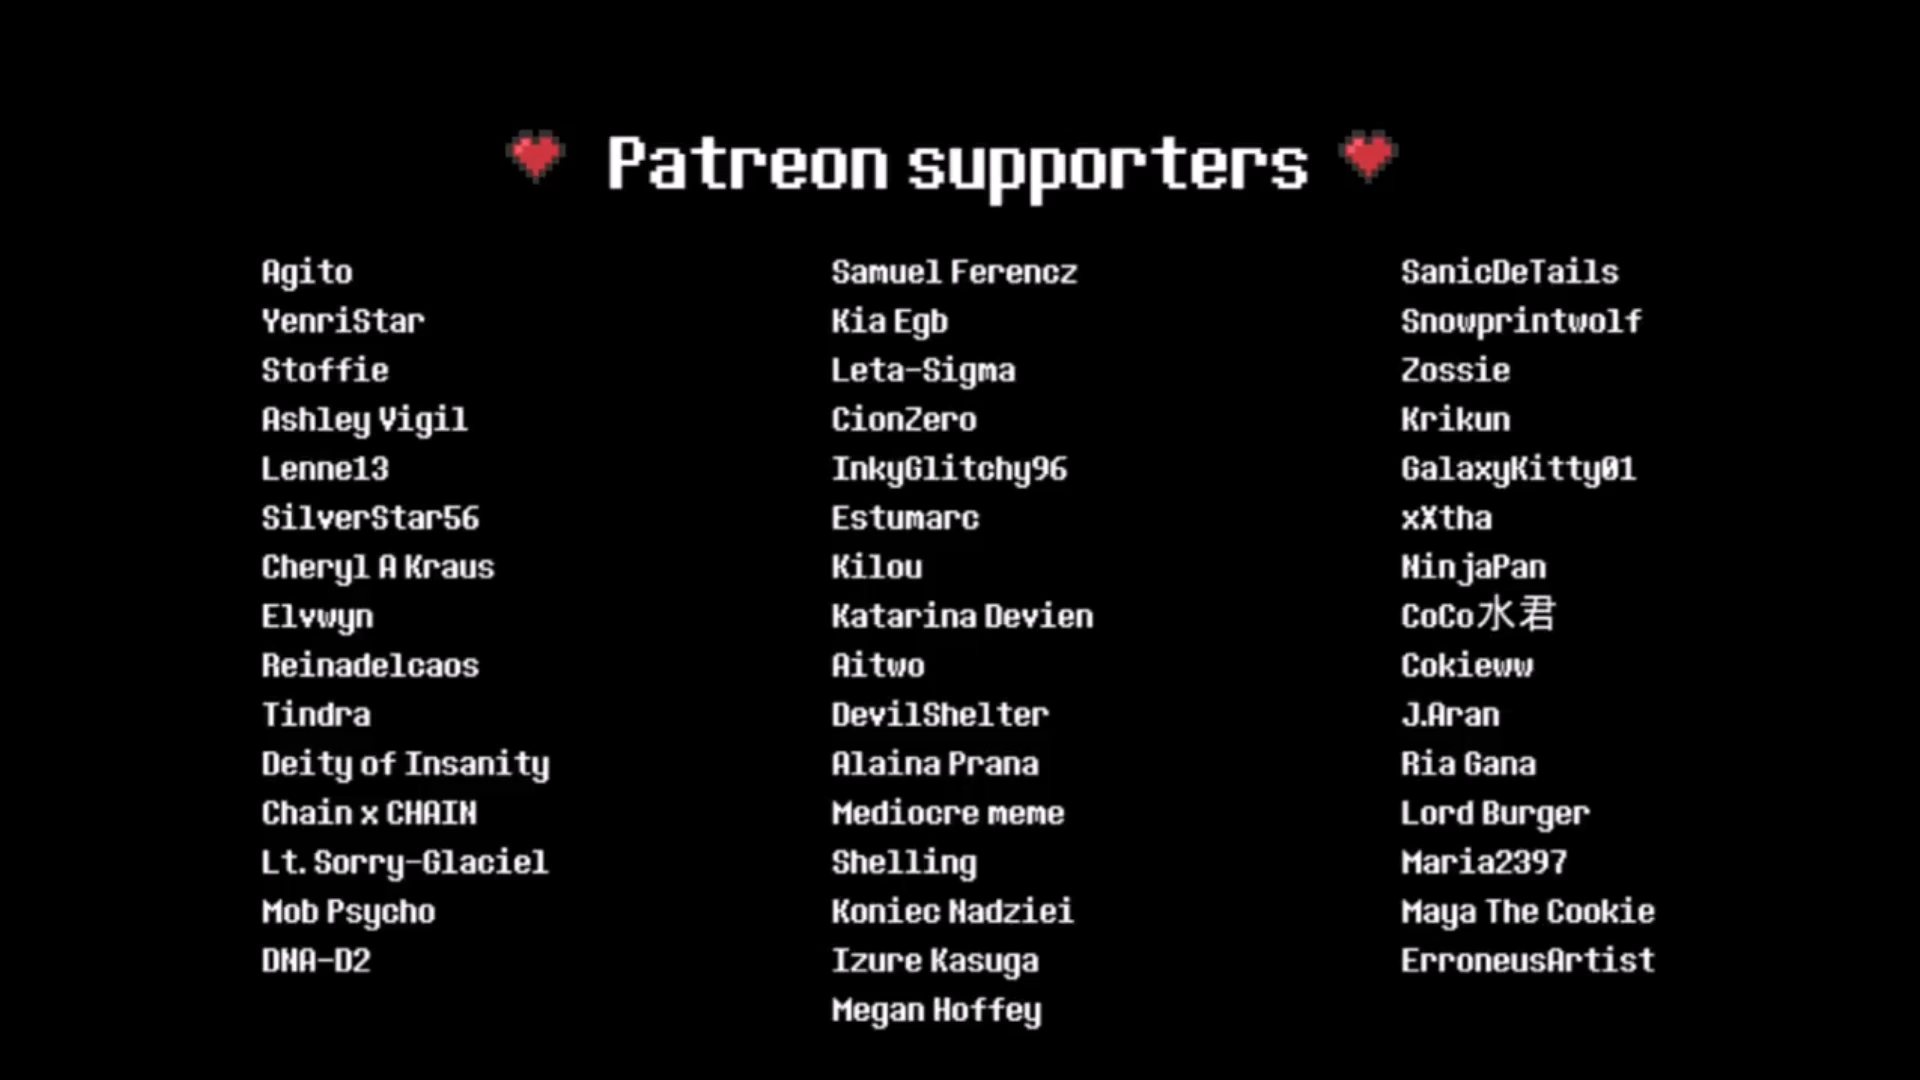 Patreon supporters
Agito
YenriStar
Stoffie
Ashley Vigil
Lenne13
SilverStar56
Cheryl A Kraus
Elvwyn
Reinadelcaos
Tindra
Deity of Insanity
Chain x CHAIN
Lt. Sorry-Glaciel
Mob Psycho
DNA-D2
Samuel Ferencz
Kia Egb
Leta-Sigma
CionZero
InkyGlitchy96
Estumarc
Kilou
Katarina Devien
Aitwo
DevilShelter
Alaina Prana
Mediocre meme
Shelling
Koniec Nadziei
Izure Kasuga
Megan Hoffey
SanicDeTails
Snowprintwolf
Zossie
Krikun
GalaxyKitty01
xXtha
NinjaPan
CoCo水君
Cokieww
J.Aran
Ria Gana
Lord Burger
Maria2397
Maya The Cookie
ErroneusArtist